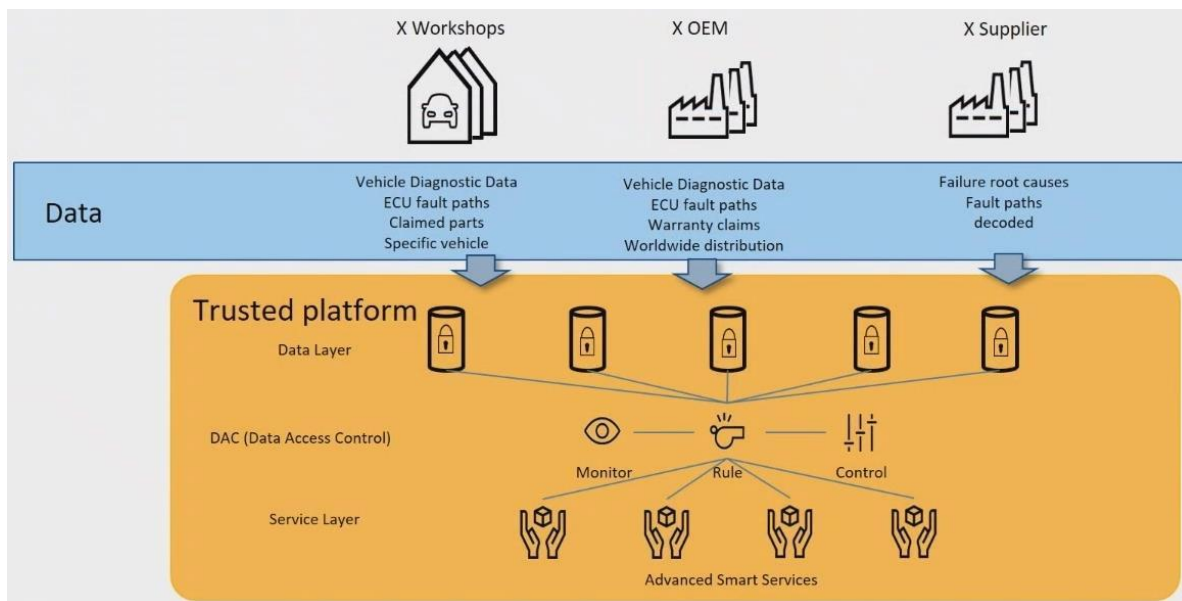 X Workshops
X OEM
X Supplier
Data
Vehicle Diagnostic Data
ECU fault paths
Claimed parts
Specific vehicle
Vehicle Diagnostic Data
ECU fault paths
Warranty claims
Worldwide distribution
Failure root causes
Fault paths
decoded
Trusted platform
Data Layer
DAC (Data Access Control)
Monitor
Rule
Control
Service Layer
Advanced Smart Services